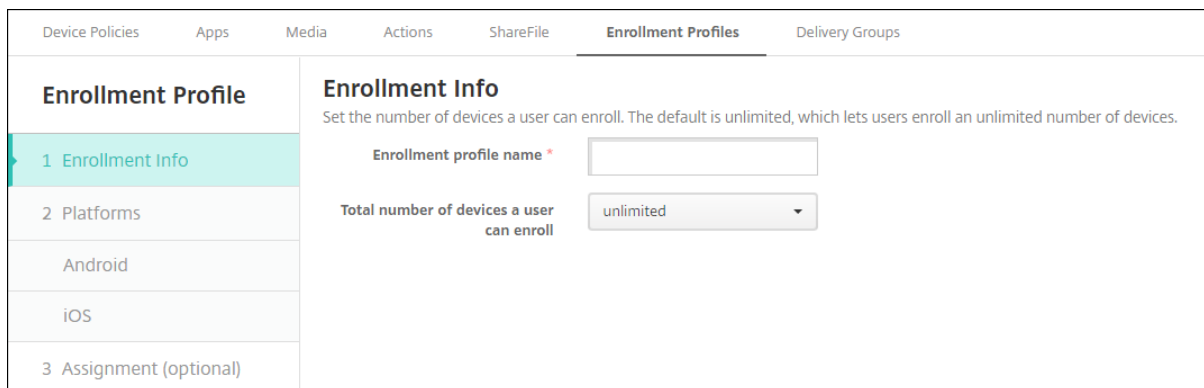 Device Policies Apps Media Actions ShareFile Enrollment Profiles Delivery Groups
Enrollment Profile
1 Enrollment Info
2 Platforms
Android
iOS
3 Assignment (optional)
Enrollment Info
Set the number of devices a user can enroll. The default is unlimited, which lets users enroll an unlimited number of devices.
Enrollment profile name *
Total number of devices a user
can enroll
unlimited